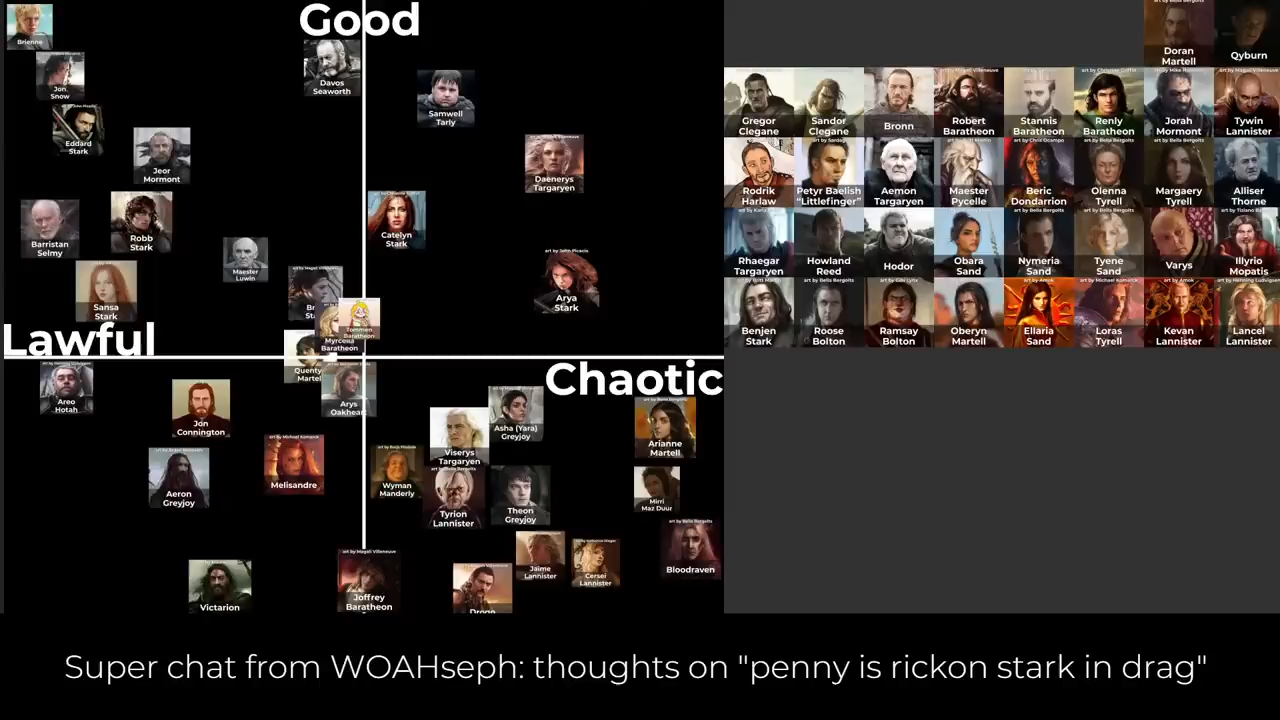 Good
Brienne
Jon
Snow
Davos
Seaworth
Samwell
Tarly
Eddard
Stark
Jeor
Mormont
Daenerys
Targaryen
Barristan
Selmy
Robb
Stark
Catelyn
Stark
Maester
Luwin
Sansa
Stark
Arya
Stark
Tommen
Baratheon
Myrcella
Baratheon
Lawful
Chaotic
Quenty
Martel
Areo
Hotah
Arys
Oakheart
Jon
Connington
Asha (Yara)
Greyjoy
Arianne
Martell
Viserys
Targaryen
Aeron
Greyjoy
Melisandre
Wyman
Manderly
Tyrion
Lannister
Theon
Greyjoy
Mirri
Maz Duur
Jaime
Lannister
Cersei
Lannister
Bloodraven
Victarion
Joffrey
Baratheon
Drogo
Doran
Martell
Qyburn
Gregor
Clegane
Sandor
Clegane
Bronn
Robert
Baratheon
Stannis
Baratheon
Renly
Baratheon
Jorah
Mormont
Tywin
Lannister
Rodrik
Harlaw
Petyr Baelish
"Littlefinger"
Aemon
Targaryen
Maester
Pycelle
Beric
Dondarrion
Olenna
Tyrell
Margaery
Tyrell
Alliser
Thorne
Rhaegar
Targaryen
Howland
Reed
Hodor
Obara
Sand
Nymeria
Sand
Tyene
Sand
Varys
Illyrio
Mopatis
Benjen
Stark
Roose
Bolton
Ramsay
Bolton
Oberyn
Martell
Ellaria
Sand
Loras
Tyrell
Kevan
Lannister
Lancel
Lannister
Super chat from WOAHseph: thoughts on "penny is rickon stark in drag"